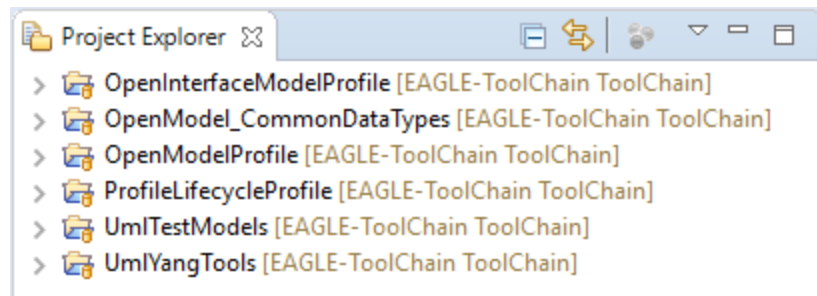 Project Explorer
OpenInterfaceModelProfile [EAGLE-ToolChain ToolChain]
OpenModel_CommonDataTypes [EAGLE-ToolChain ToolChain]
OpenModelProfile [EAGLE-ToolChain ToolChain]
ProfileLifecycleProfile [EAGLE-ToolChain ToolChain]
UmlTestModels [EAGLE-ToolChain ToolChain]
UmlYangTools [EAGLE-ToolChain ToolChain]